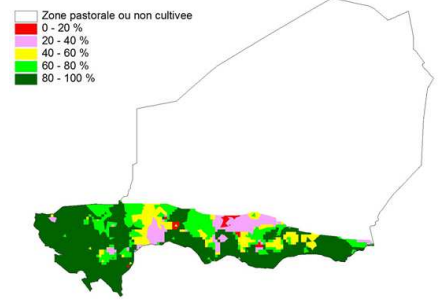 Zone pastorale ou non cultivee
0 - 20 %
20 - 40 %
40 - 60 %
60 - 80 %
80 - 100 %